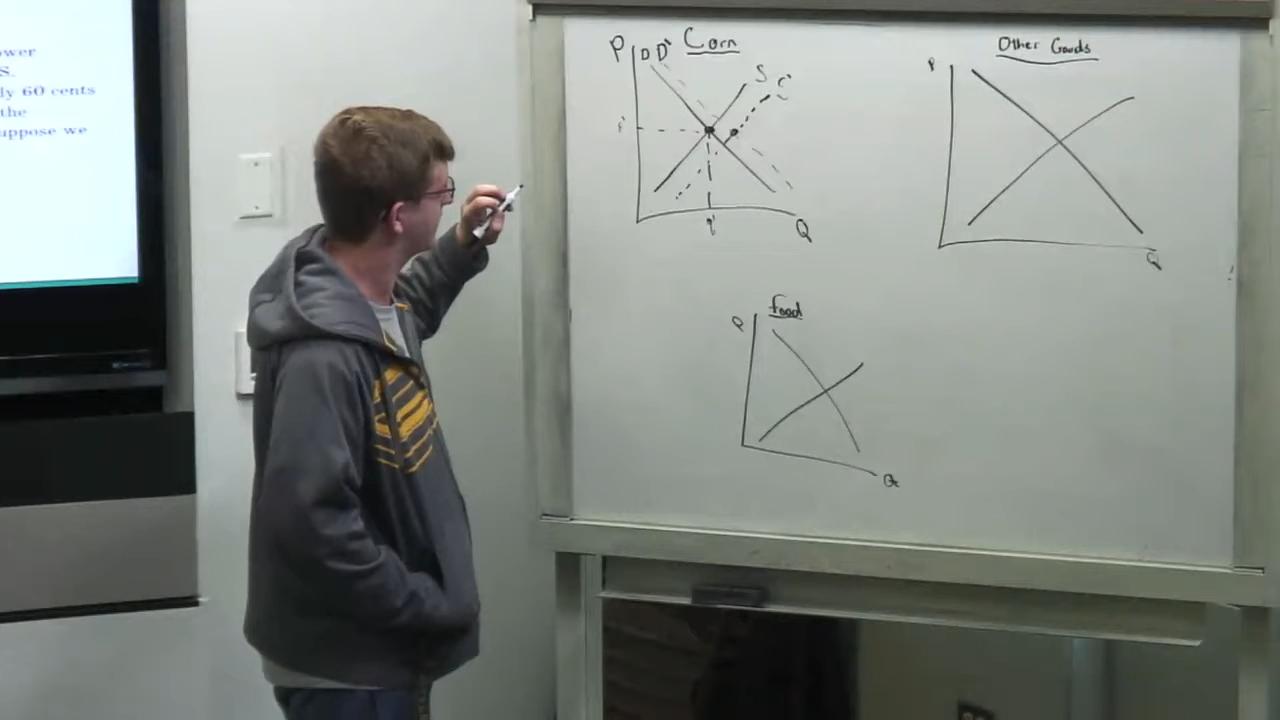 ower
S.
ly 60 cents
the
uppose we
Corn
P
D D'
S
S'
Q
Other Goods
P
Q
food
P
Q